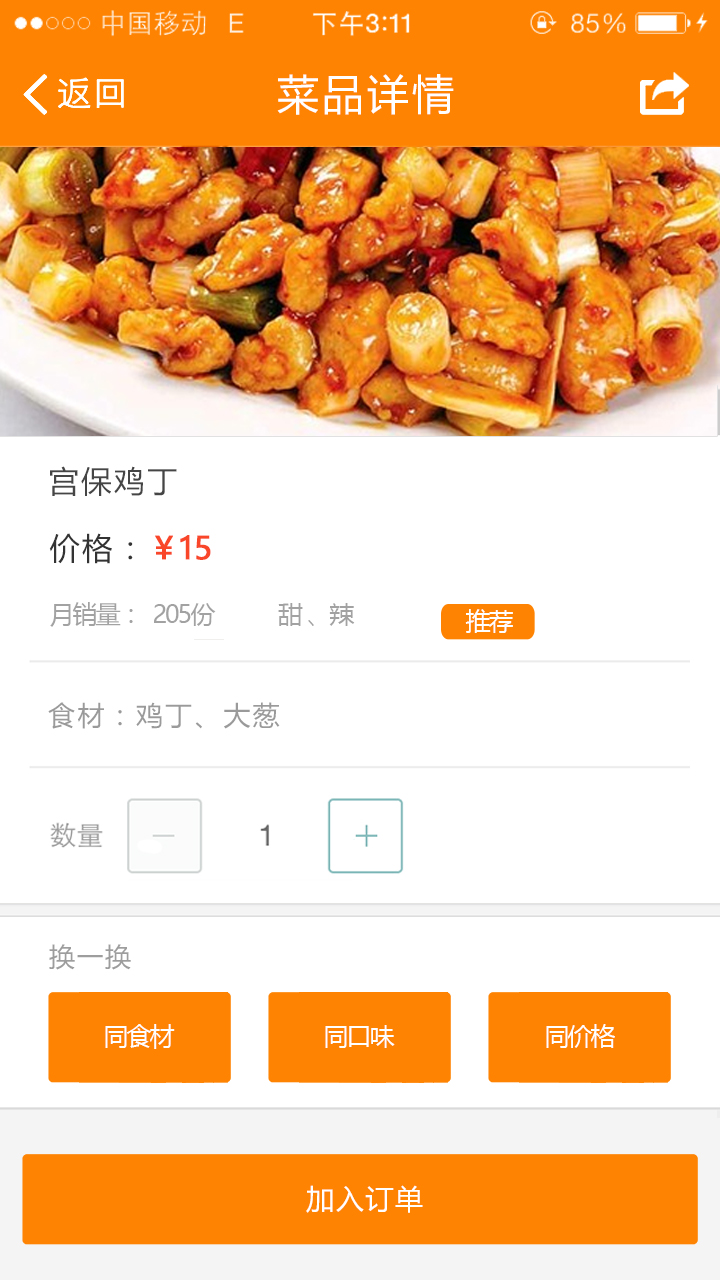 中国移动 E 下午3:11 85%
返回 菜品详情
宫保鸡丁
价格：￥15
月销量： 205份 甜、辣 推荐
食材：鸡丁、大葱
数量 － 1 ＋
换一换
同食材 同口味 同价格
加入订单